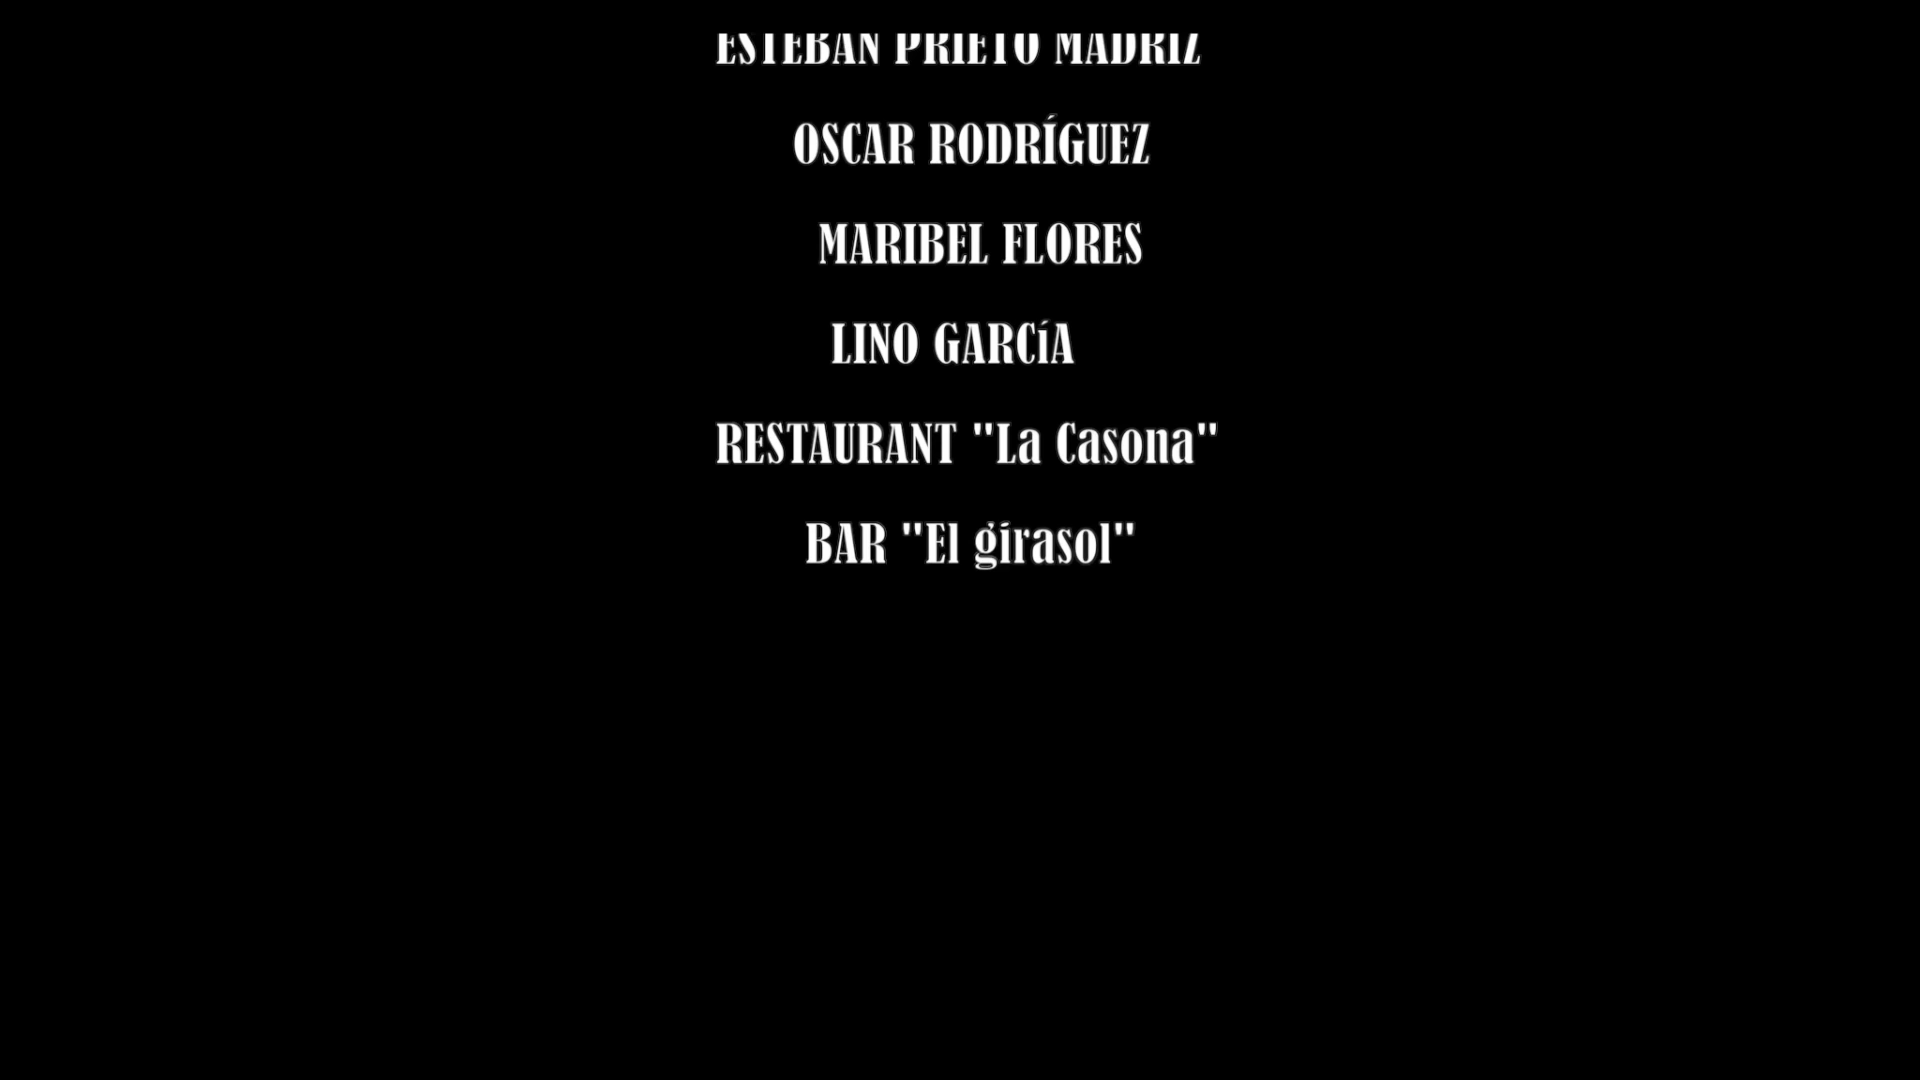 ESTEBAN PRIETO MADRIZ
OSCAR RODRÍGUEZ
MARIBEL FLORES
LINO GARCíA
RESTAURANT "La Casona"
BAR "El girasol"